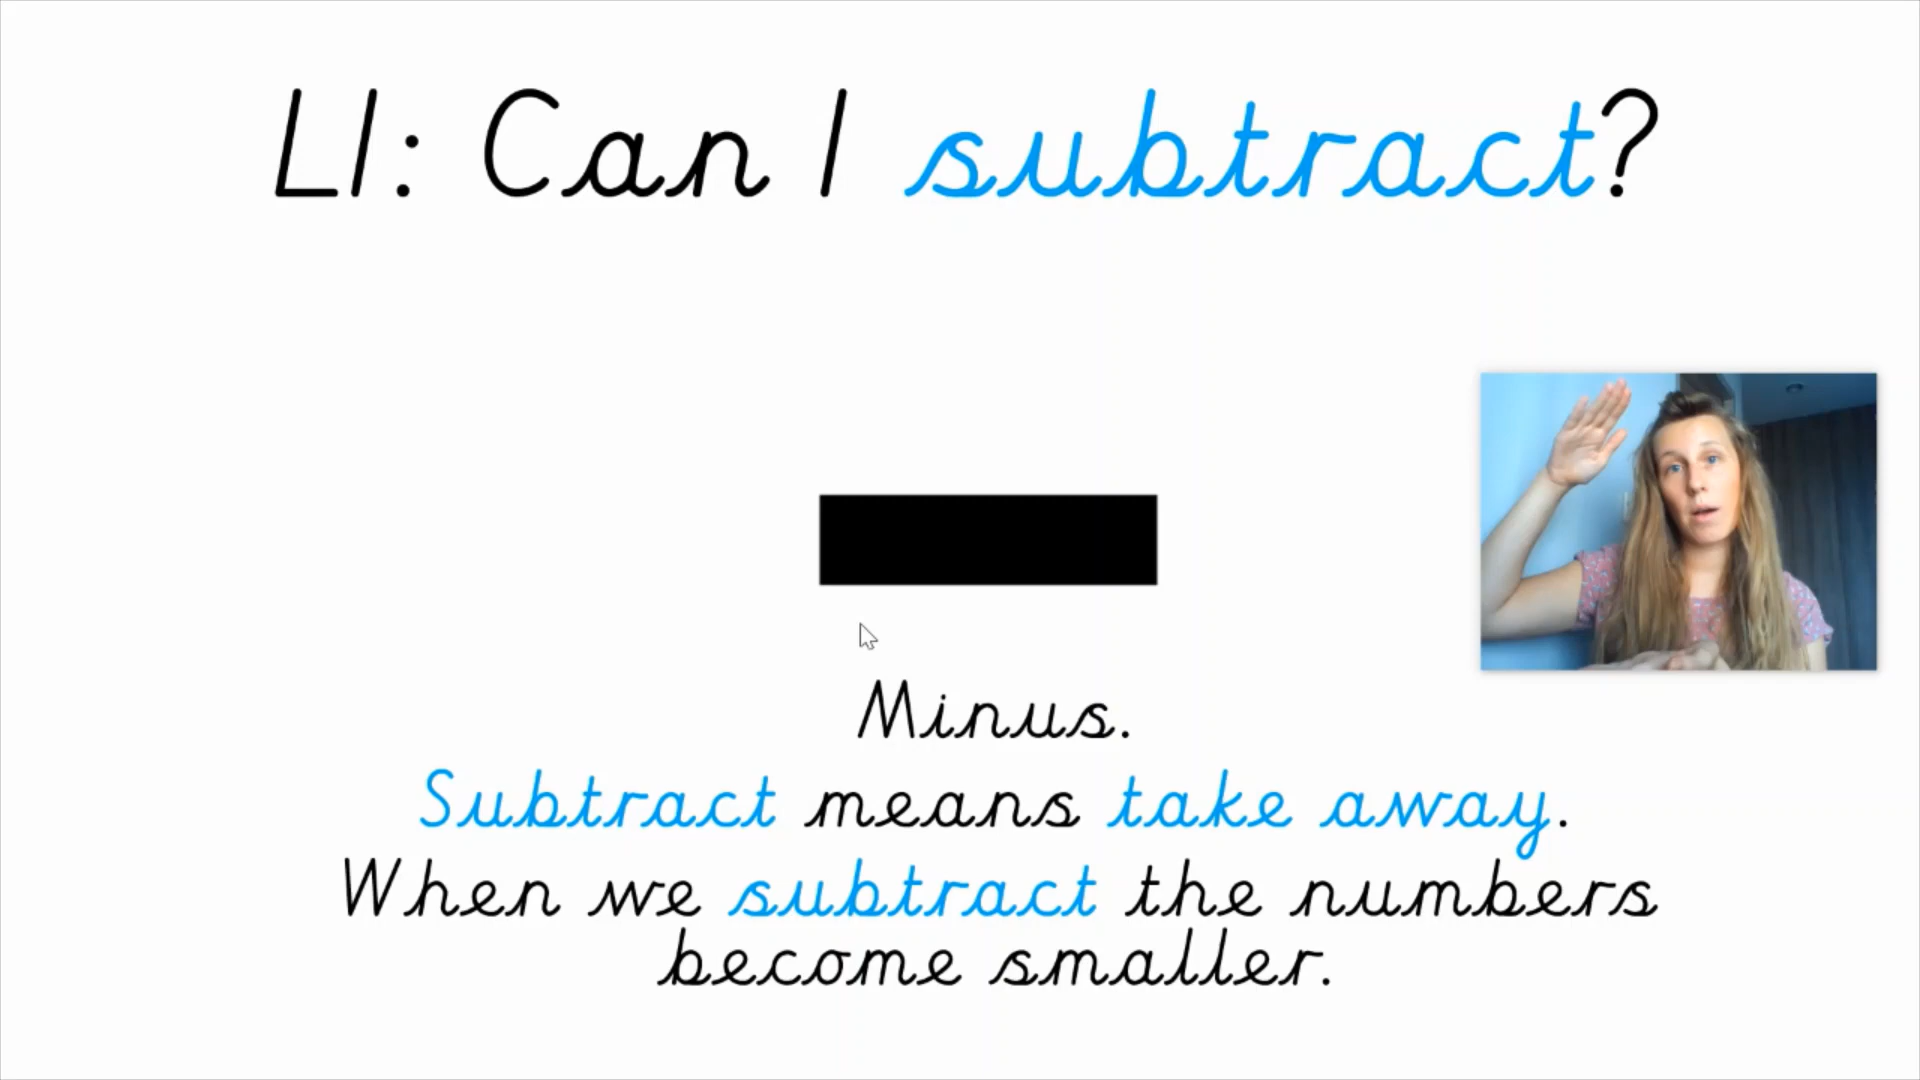 LI: Can I subtract?
Minus.
Subtract means take away.
When we subtract the numbers
become smaller.